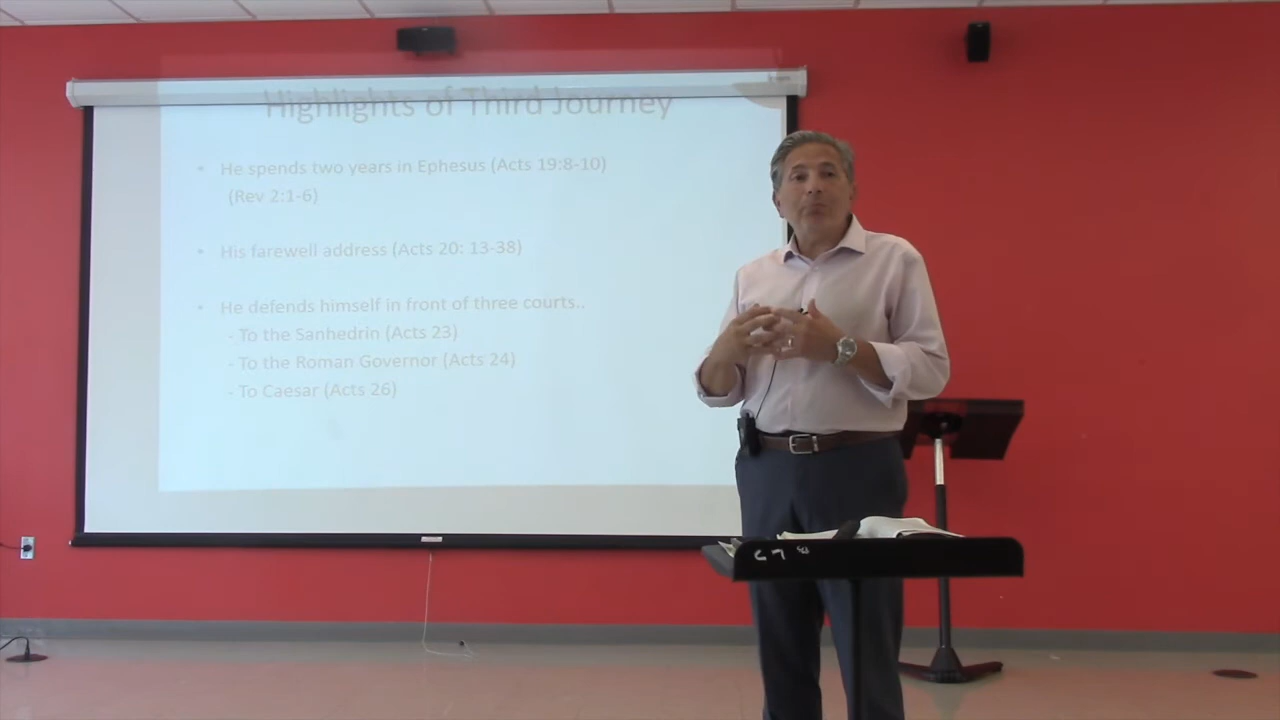 Highlights of Third Journey
• He spends two years in Ephesus (Acts 19:8-10)
(Rev 2:1-6)
• His farewell address (Acts 20: 13-38)
• He defends himself in front of three courts..
- To the Sanhedrin (Acts 23)
- To the Roman Governor (Acts 24)
- To Caesar (Acts 26)